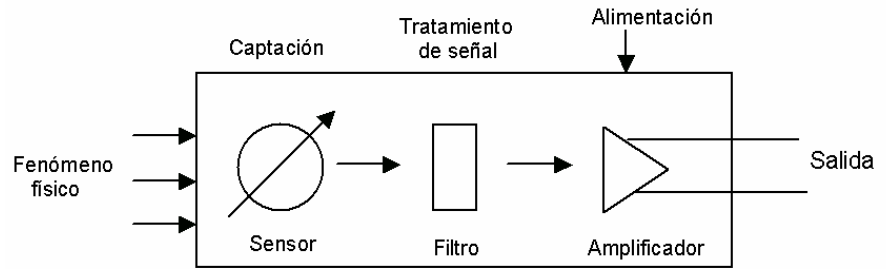 Captación
Tratamiento
de señal
Alimentación
Fenómeno
físico
Salida
Sensor
Filtro
Amplificador